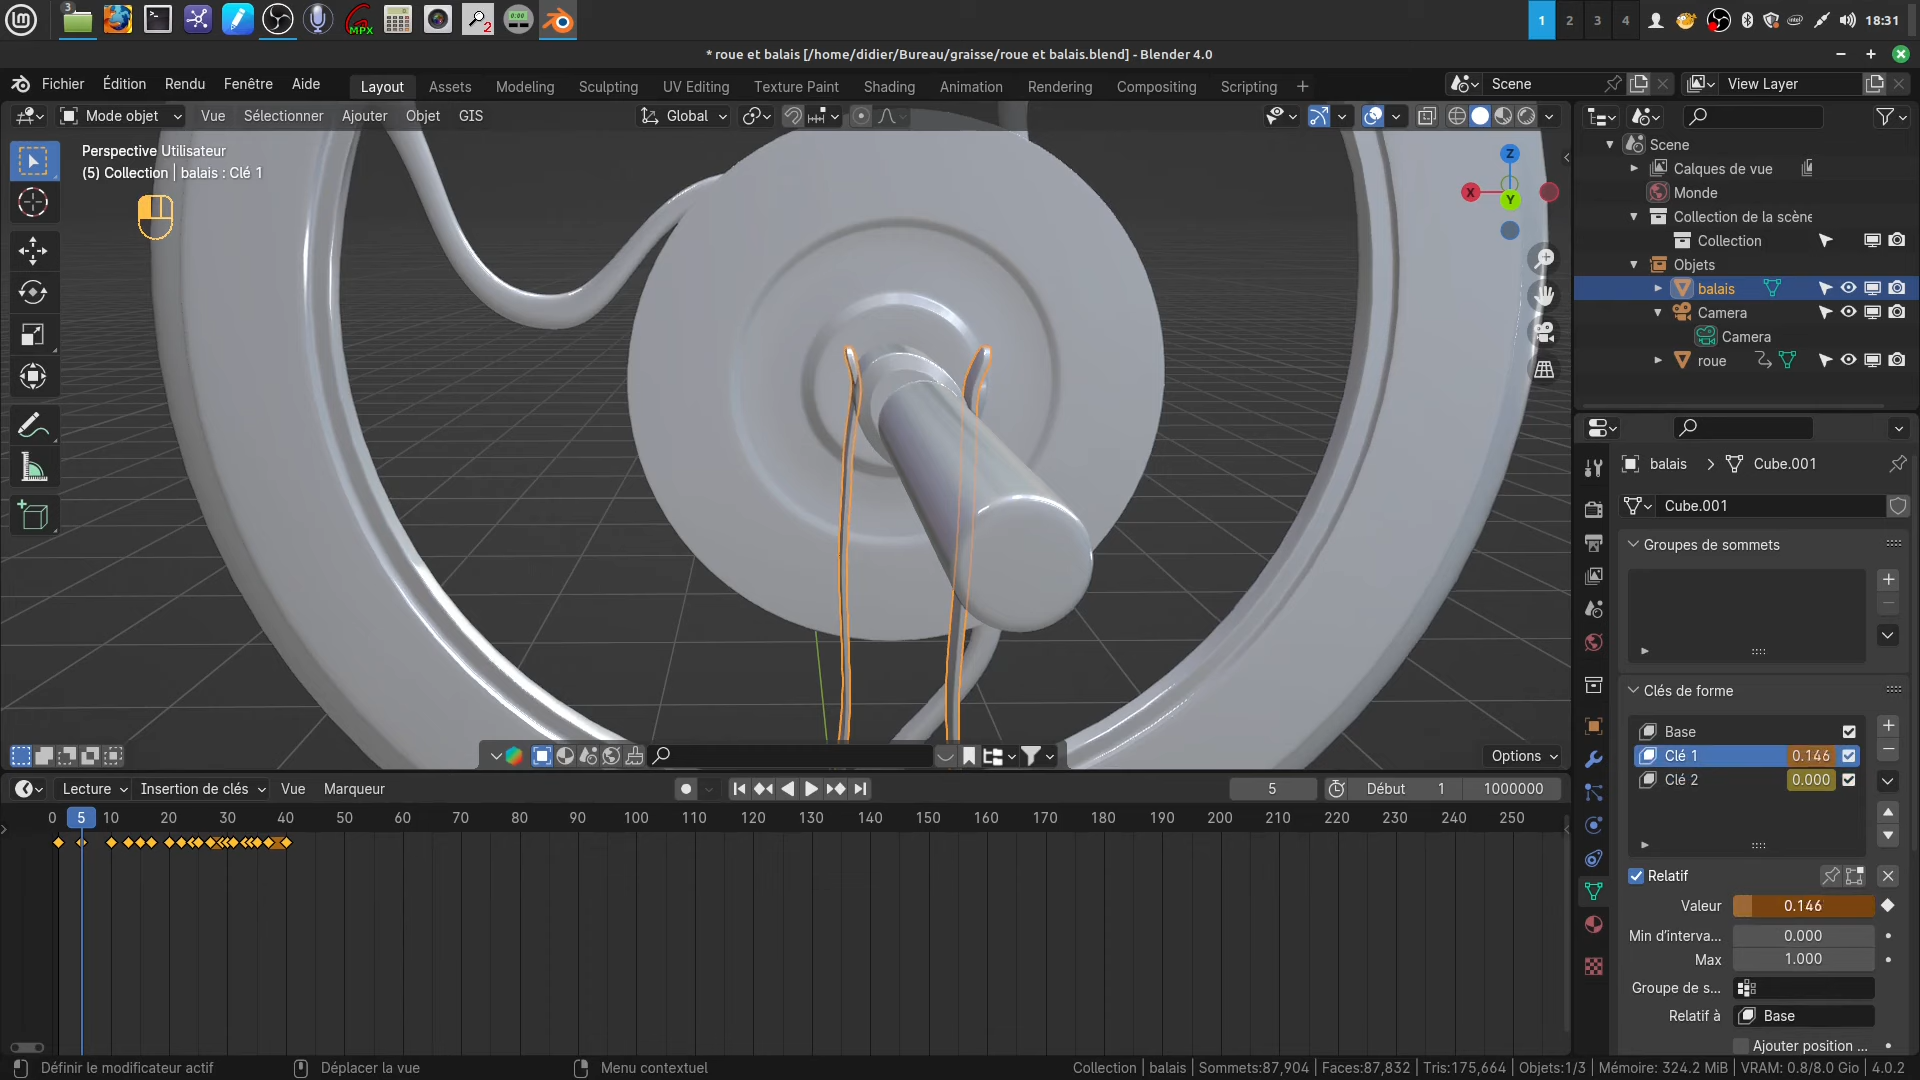 3
MPX
2
0:00
1 2 3 4
18:31
* roue et balais [/home/didier/Bureau/graisse/roue et balais.blend] - Blender 4.0
Fichier Édition Rendu Fenêtre Aide
Layout Assets Modeling Sculpting UV Editing Texture Paint Shading Animation Rendering Compositing Scripting +
Scene
View Layer
Mode objet
Vue Sélectionner Ajouter Objet GIS
Global
Perspective Utilisateur
(5) Collection | balais : Clé 1
Z
X
Y
Options
Scene
Calques de vue
Monde
Collection de la scène
Collection
Objets
balais
Camera
Camera
roue
balais > Cube.001
Cube.001
Groupes de sommets
Clés de forme
Base
Clé 1 0.146
Clé 2 0.000
Relatif
Valeur 0.146
Min d'interva... 0.000
Max 1.000
Groupe de s...
Relatif à Base
Ajouter position ...
Lecture Insertion de clés Vue Marqueur
5 Début 1 1000000
0 5 10 20 30 40 50 60 70 80 90 100 110 120 130 140 150 160 170 180 190 200 210 220 230 240 250
Définir le modificateur actif
Déplacer la vue
Menu contextuel
Collection | balais | Sommets:87,904 | Faces:87,832 | Tris:175,664 | Objets:1/3 | Mémoire: 324.2 MiB | VRAM: 0.8/8.0 Gio | 4.0.2